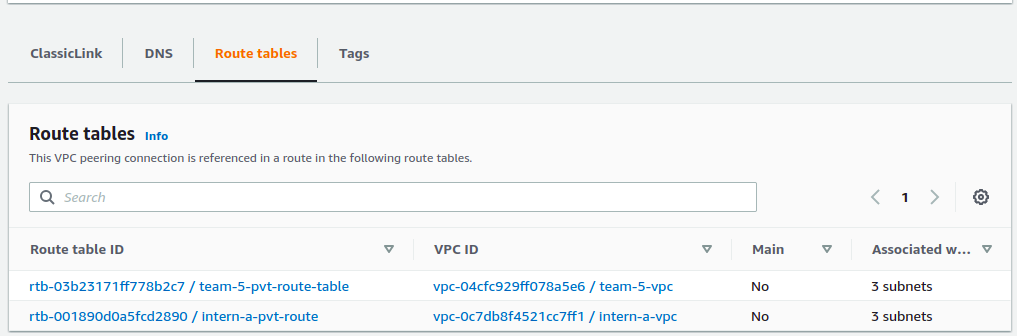 ClassicLink DNS Route tables Tags
Route tables Info
This VPC peering connection is referenced in a route in the following route tables.
Search 1
Route table ID VPC ID Main Associated w...
rtb-03b23171ff778b2c7 / team-5-pvt-route-table vpc-04cfc929ff078a5e6 / team-5-vpc No 3 subnets
rtb-001890d0a5fcd2890 / intern-a-pvt-route vpc-0c7db8f4521cc7ff1 / intern-a-vpc No 3 subnets